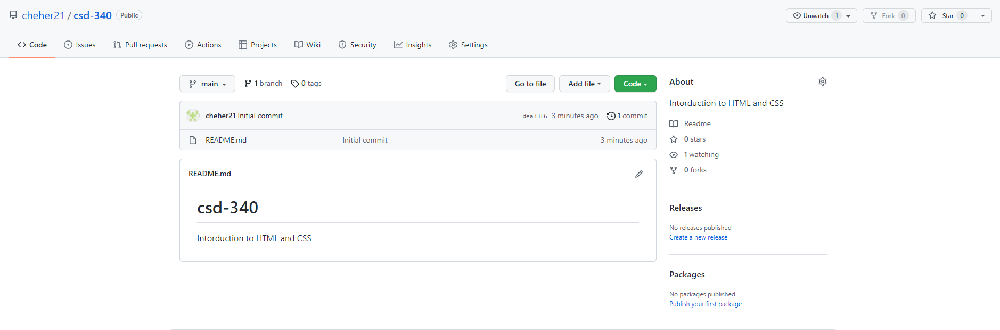 cheher21 / csd-340 Public
Unwatch 1 Fork 0 Star 0
Code Issues Pull requests Actions Projects Wiki Security Insights Settings
main 1 branch 0 tags Go to file Add file Code
cheher21 Initial commit dea33f6 3 minutes ago 1 commit
README.md Initial commit 3 minutes ago
README.md
csd-340
Intorduction to HTML and CSS
About
Intorduction to HTML and CSS
Readme
0 stars
1 watching
0 forks
Releases
No releases published
Create a new release
Packages
No packages published
Publish your first package